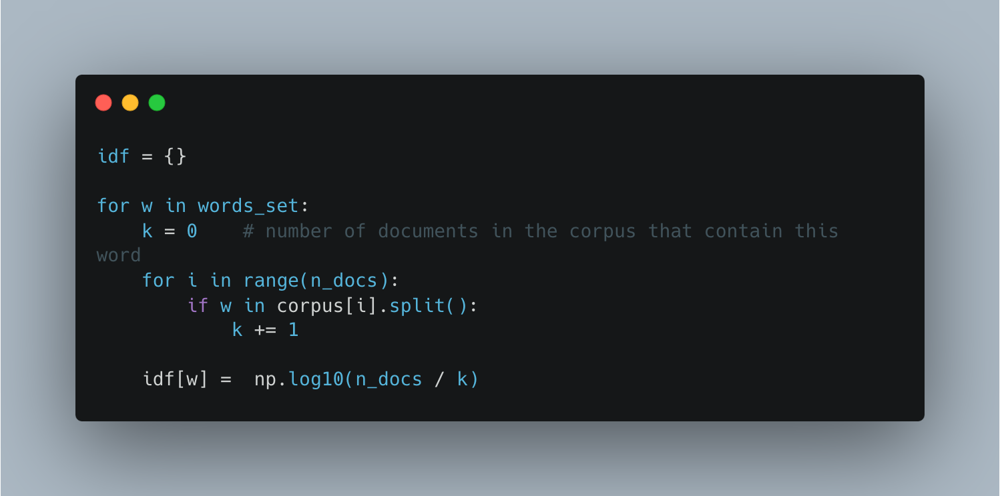 idf = {}

for w in words_set:
    k = 0    # number of documents in the corpus that contain this
word
    for i in range(n_docs):
        if w in corpus[i].split():
            k += 1

    idf[w] =  np.log10(n_docs / k)